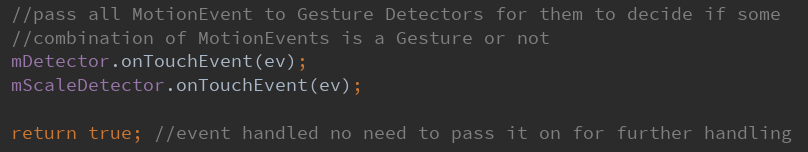 //pass all MotionEvent to Gesture Detectors for them to decide if some
//combination of MotionEvents is a Gesture or not
mDetector.onTouchEvent(ev);
mScaleDetector.onTouchEvent(ev);
return true; //event handled no need to pass it on for further handling